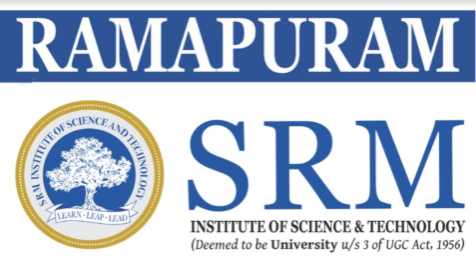 RAMAPURAM
SRM INSTITUTE OF SCIENCE AND TECHNOLOGY
LEARN - LEAP - LEAD
SRM
INSTITUTE OF SCIENCE & TECHNOLOGY
(Deemed to be University u/s 3 of UGC Act, 1956)